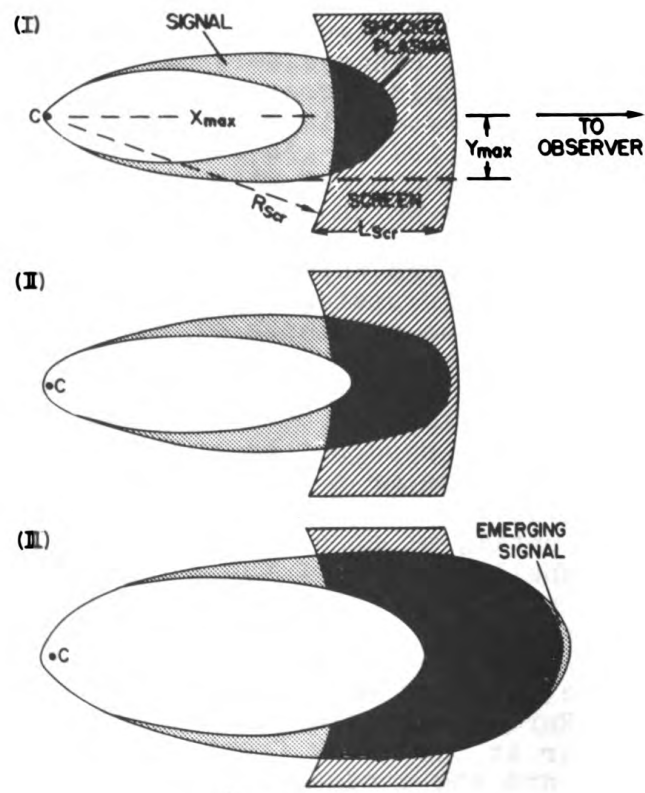 (I)
SIGNAL
SHOCKED
PLASMA
C
Xmax
Ymax
TO
OBSERVER
RScr
SCREEN
LScr
(II)
C
(III)
EMERGING
SIGNAL
C